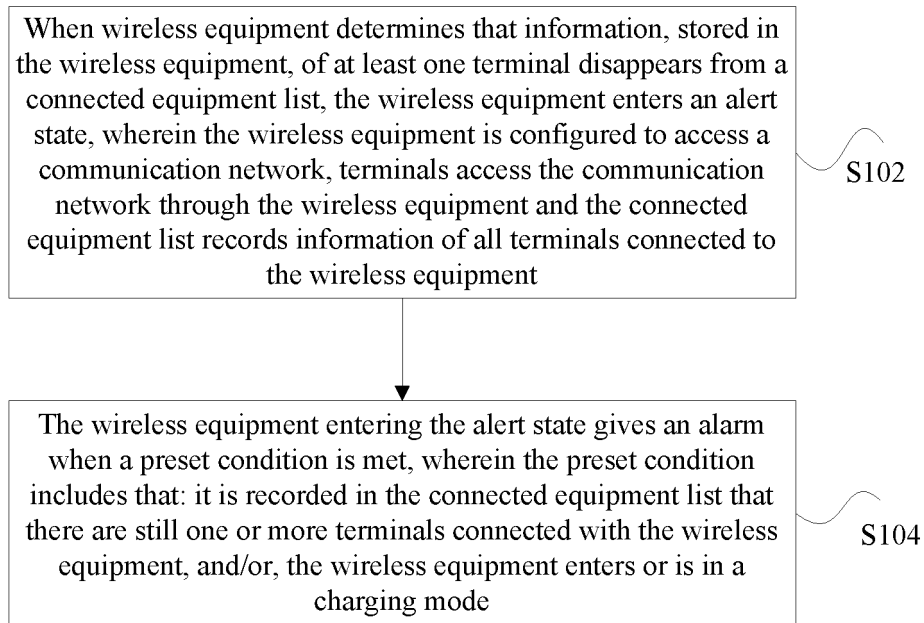 When wireless equipment determines that information, stored in
the wireless equipment, of at least one terminal disappears from a
connected equipment list, the wireless equipment enters an alert
state, wherein the wireless equipment is configured to access a
communication network, terminals access the communication
network through the wireless equipment and the connected
equipment list records information of all terminals connected to
the wireless equipment
S102
The wireless equipment entering the alert state gives an alarm
when a preset condition is met, wherein the preset condition
includes that: it is recorded in the connected equipment list that
there are still one or more terminals connected with the wireless
equipment, and/or, the wireless equipment enters or is in a
charging mode
S104